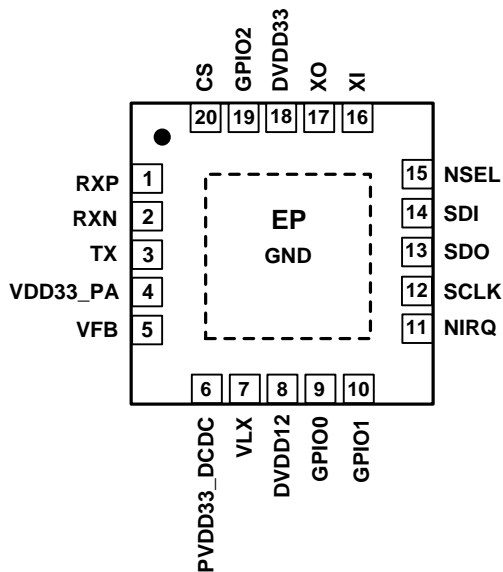 CS
GPIO2
DVDD33
XO
XI
20
19
18
17
16
RXP
1
RXN
2
TX
3
VDD33_PA
4
VFB
5
EP
GND
15
NSEL
14
SDI
13
SDO
12
SCLK
11
NIRQ
6
7
8
9
10
PVDD33_DCDC
VLX
DVDD12
GPIO0
GPIO1